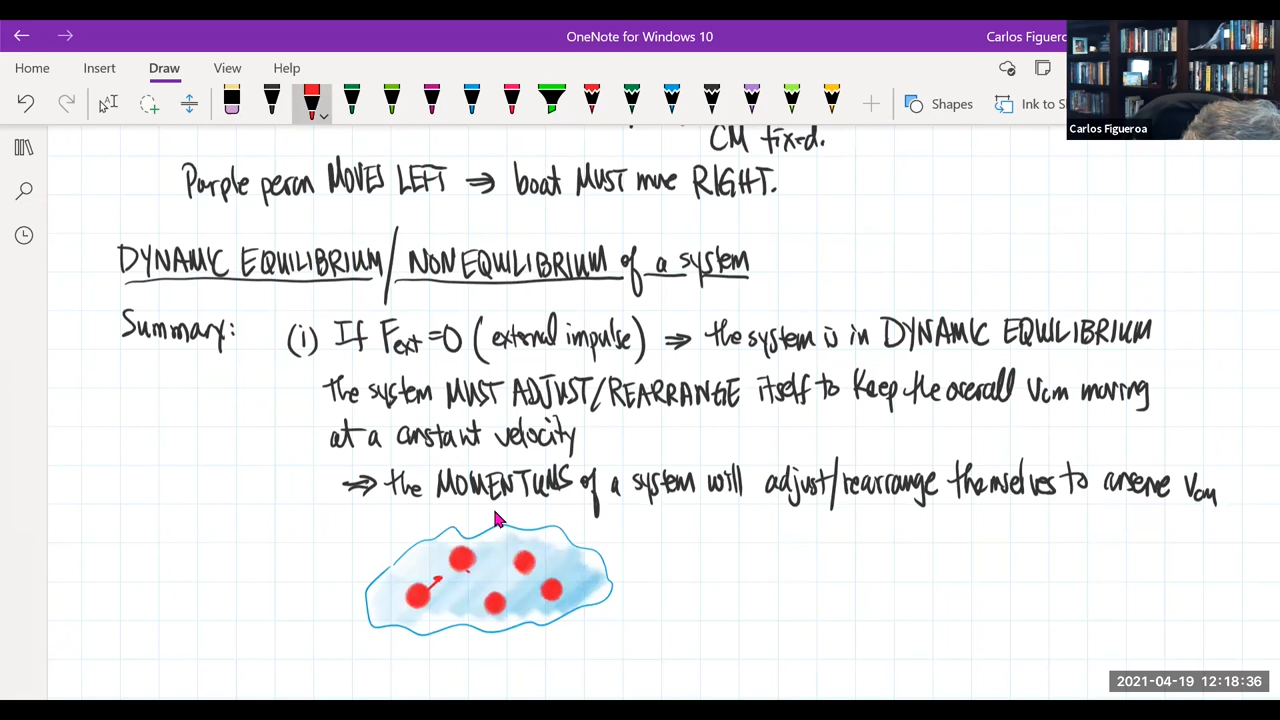 OneNote for Windows 10
Carlos Figueroa
Home Insert Draw View Help
Shapes
Ink to S
Carlos Figueroa
CM fixed.
Purple person MOVES LEFT ⇒ boat MUST move RIGHT.
DYNAMIC EQUILIBRIUM / NONEQUILIBRIUM of a system
Summary: (i) If Fext = 0 (external impulse) ⇒ the system is in DYNAMIC EQUILIBRIUM
the system MUST ADJUST/REARRANGE itself to keep the overall Vcm moving
at a constant velocity
⇒ the MOMENTUMS of a system will adjust/rearrange themselves to conserve Vcm
2021-04-19 12:18:36